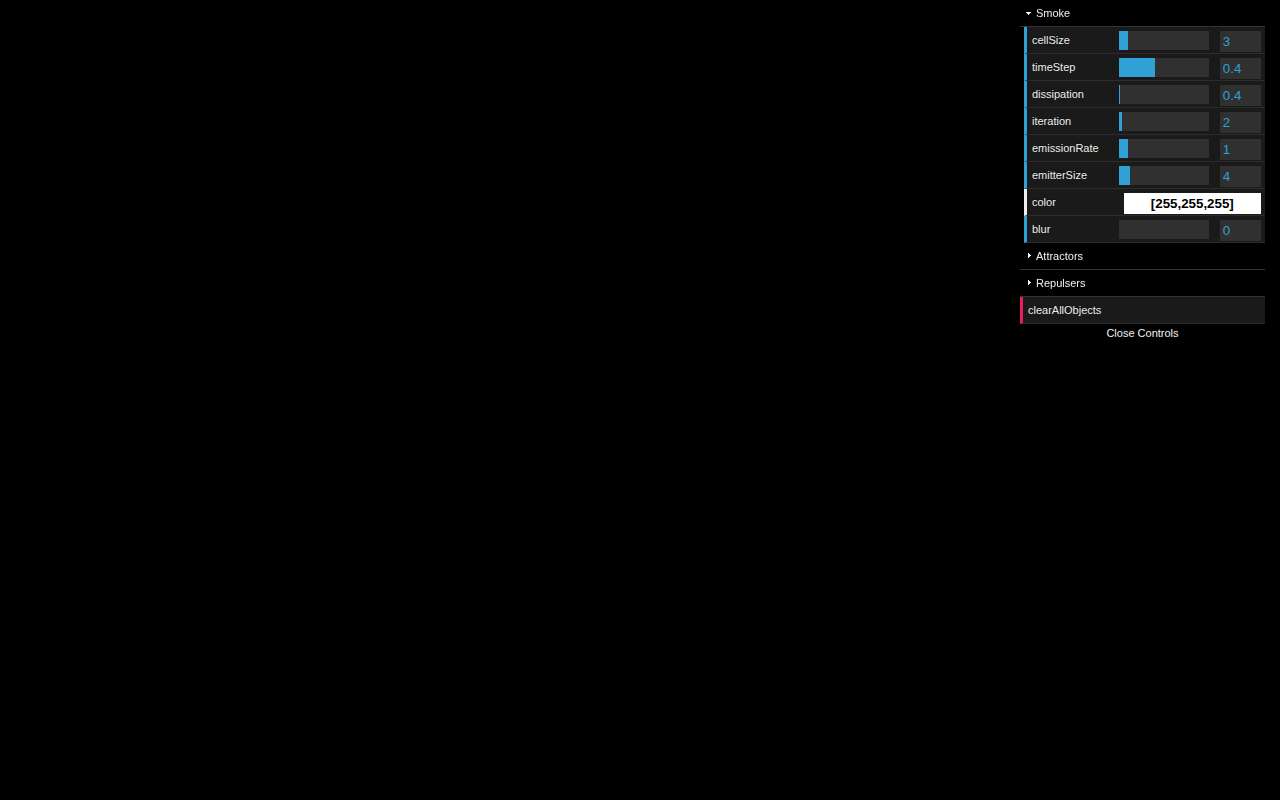 Smoke
cellSize 3
timeStep 0.4
dissipation 0.4
iteration 2
emissionRate 1
emitterSize 4
color [255,255,255]
blur 0
Attractors
Repulsers
clearAllObjects
Close Controls